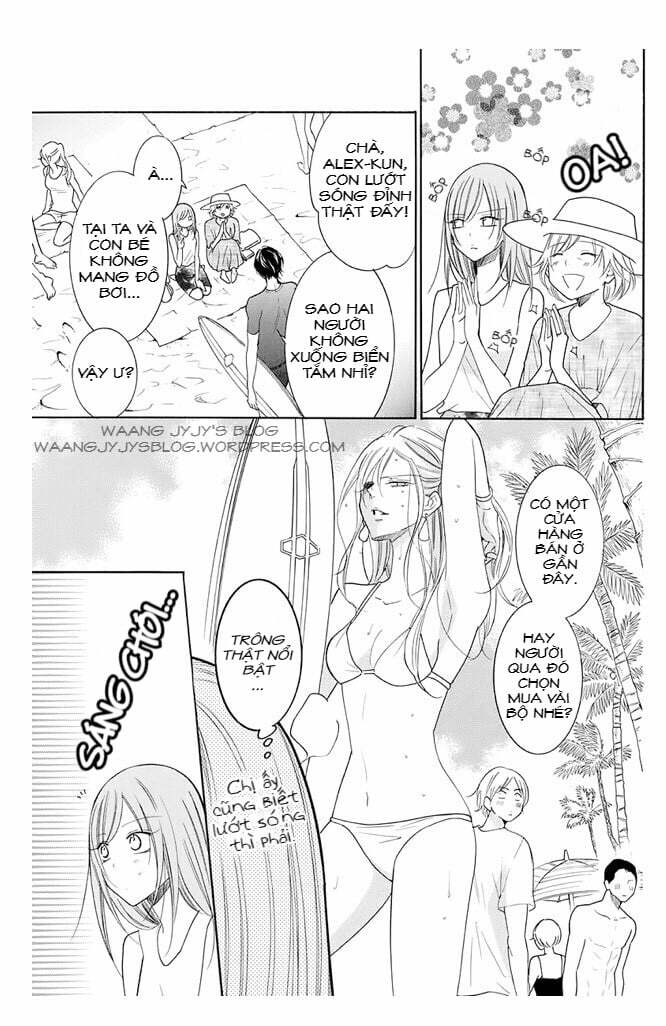 OA!
BỐP
BỐP
BỐP
BỐP
CHÀ,
ALEX-KUN,
CON LƯỚT
SÓNG ĐỈNH
THẬT ĐẤY!
SAO HAI
NGƯỜI
KHÔNG
XUỐNG BIỂN
TẮM NHỈ?
À...
TẠI TA VÀ
CON BÉ
KHÔNG
MANG ĐỒ
BƠI...
VẬY Ư?
WAANG JYJY'S BLOG
WAANGJYJYSBLOG.WORDPRESS.COM
CÓ MỘT
CỬA
HÀNG
BÁN Ở
GẦN
ĐÂY.
HAY
NGƯỜI
QUA ĐÓ
CHỌN
MUA VÀI
BỘ NHÉ?
TRÔNG
THẬT NỔI
BẬT
...
SÁNG CHÓI...
Chị ấy
cũng biết
lướt sóng
thì phải!